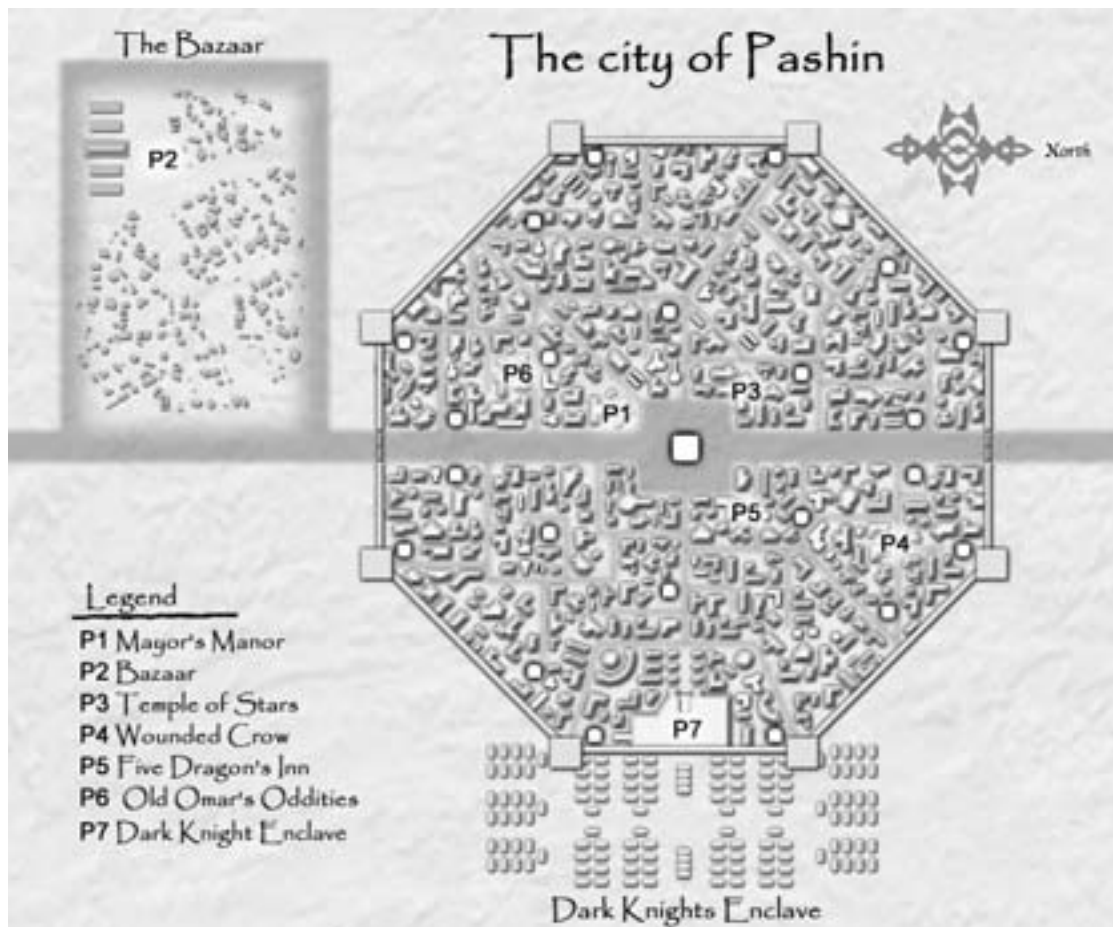 The Bazaar
The city of Pashin
North
P2
P6
P3
P1
P5
P4
P7
Legend
P1 Mayor's Manor
P2 Bazaar
P3 Temple of Stars
P4 Wounded Crow
P5 Five Dragon's Inn
P6 Old Omar's Oddities
P7 Dark Knight Enclave
Dark Knights Enclave